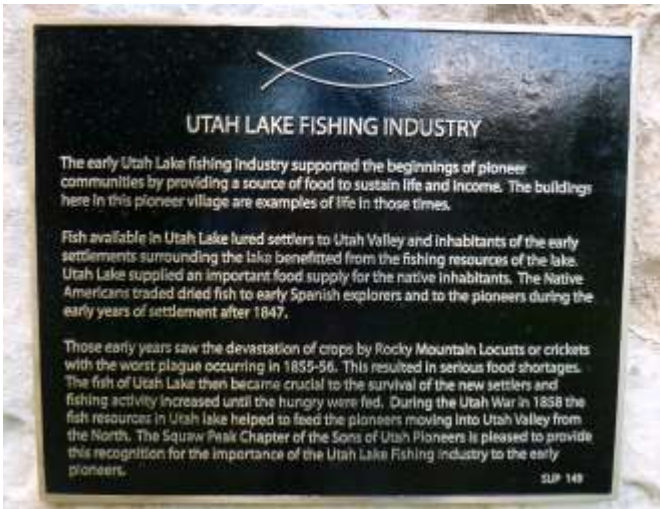 UTAH LAKE FISHING INDUSTRY
The early Utah Lake fishing industry supported the beginnings of pioneer
communities by providing a source of food to sustain life and income. The buildings
here in this pioneer village are examples of life in those times.
Fish available in Utah Lake lured settlers to Utah Valley and inhabitants of the early
settlements surrounding the lake benefitted from the fishing resources of the lake.
Utah Lake supplied an important food supply for the native inhabitants. The Native
Americans traded dried fish to early Spanish explorers and to the pioneers during the
early years of settlement after 1847.
Those early years saw the devastation of crops by Rocky Mountain Locusts or crickets
with the worst plague occurring in 1855-56. This resulted in serious food shortages.
The fish of Utah Lake then became crucial to the survival of the new settlers and
fishing activity increased until the hungry were fed. During the Utah War in 1858 the
fish resources in Utah lake helped to feed the pioneers moving into Utah Valley from
the North. The Squaw Peak Chapter of the Sons of Utah Pioneers is pleased to provide
this recognition for the importance of the Utah Lake Fishing Industry to the early
pioneers.
SUP 149